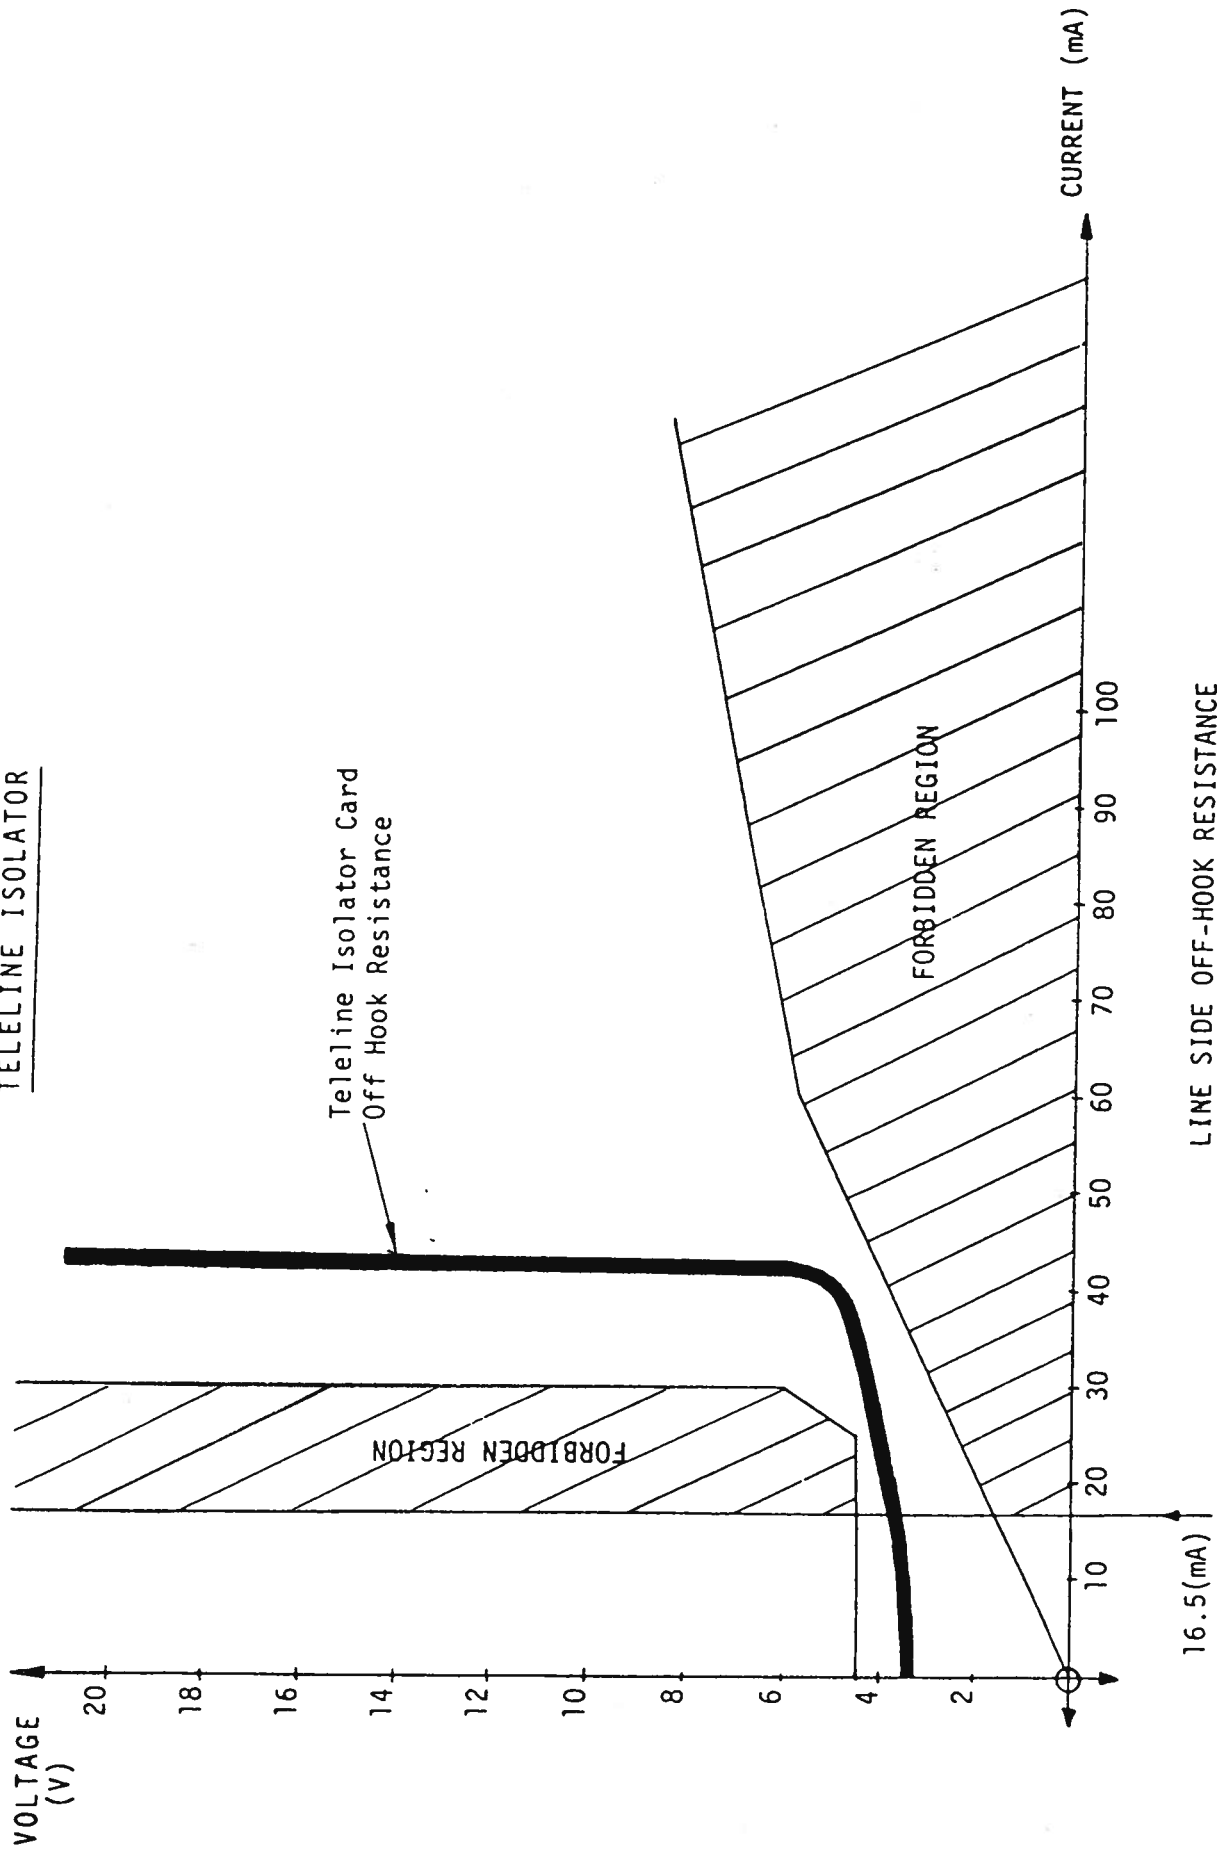 TELELINE ISOLATOR
VOLTAGE
(V)
20
18
16
14
12
10
8
6
4
2
Teleline Isolator Card
Off Hook Resistance
FORBIDDEN REGION
FORBIDDEN REGION
10
20
30
40
50
60
70
80
90
100
CURRENT (mA)
16.5(mA)
LINE SIDE OFF-HOOK RESISTANCE